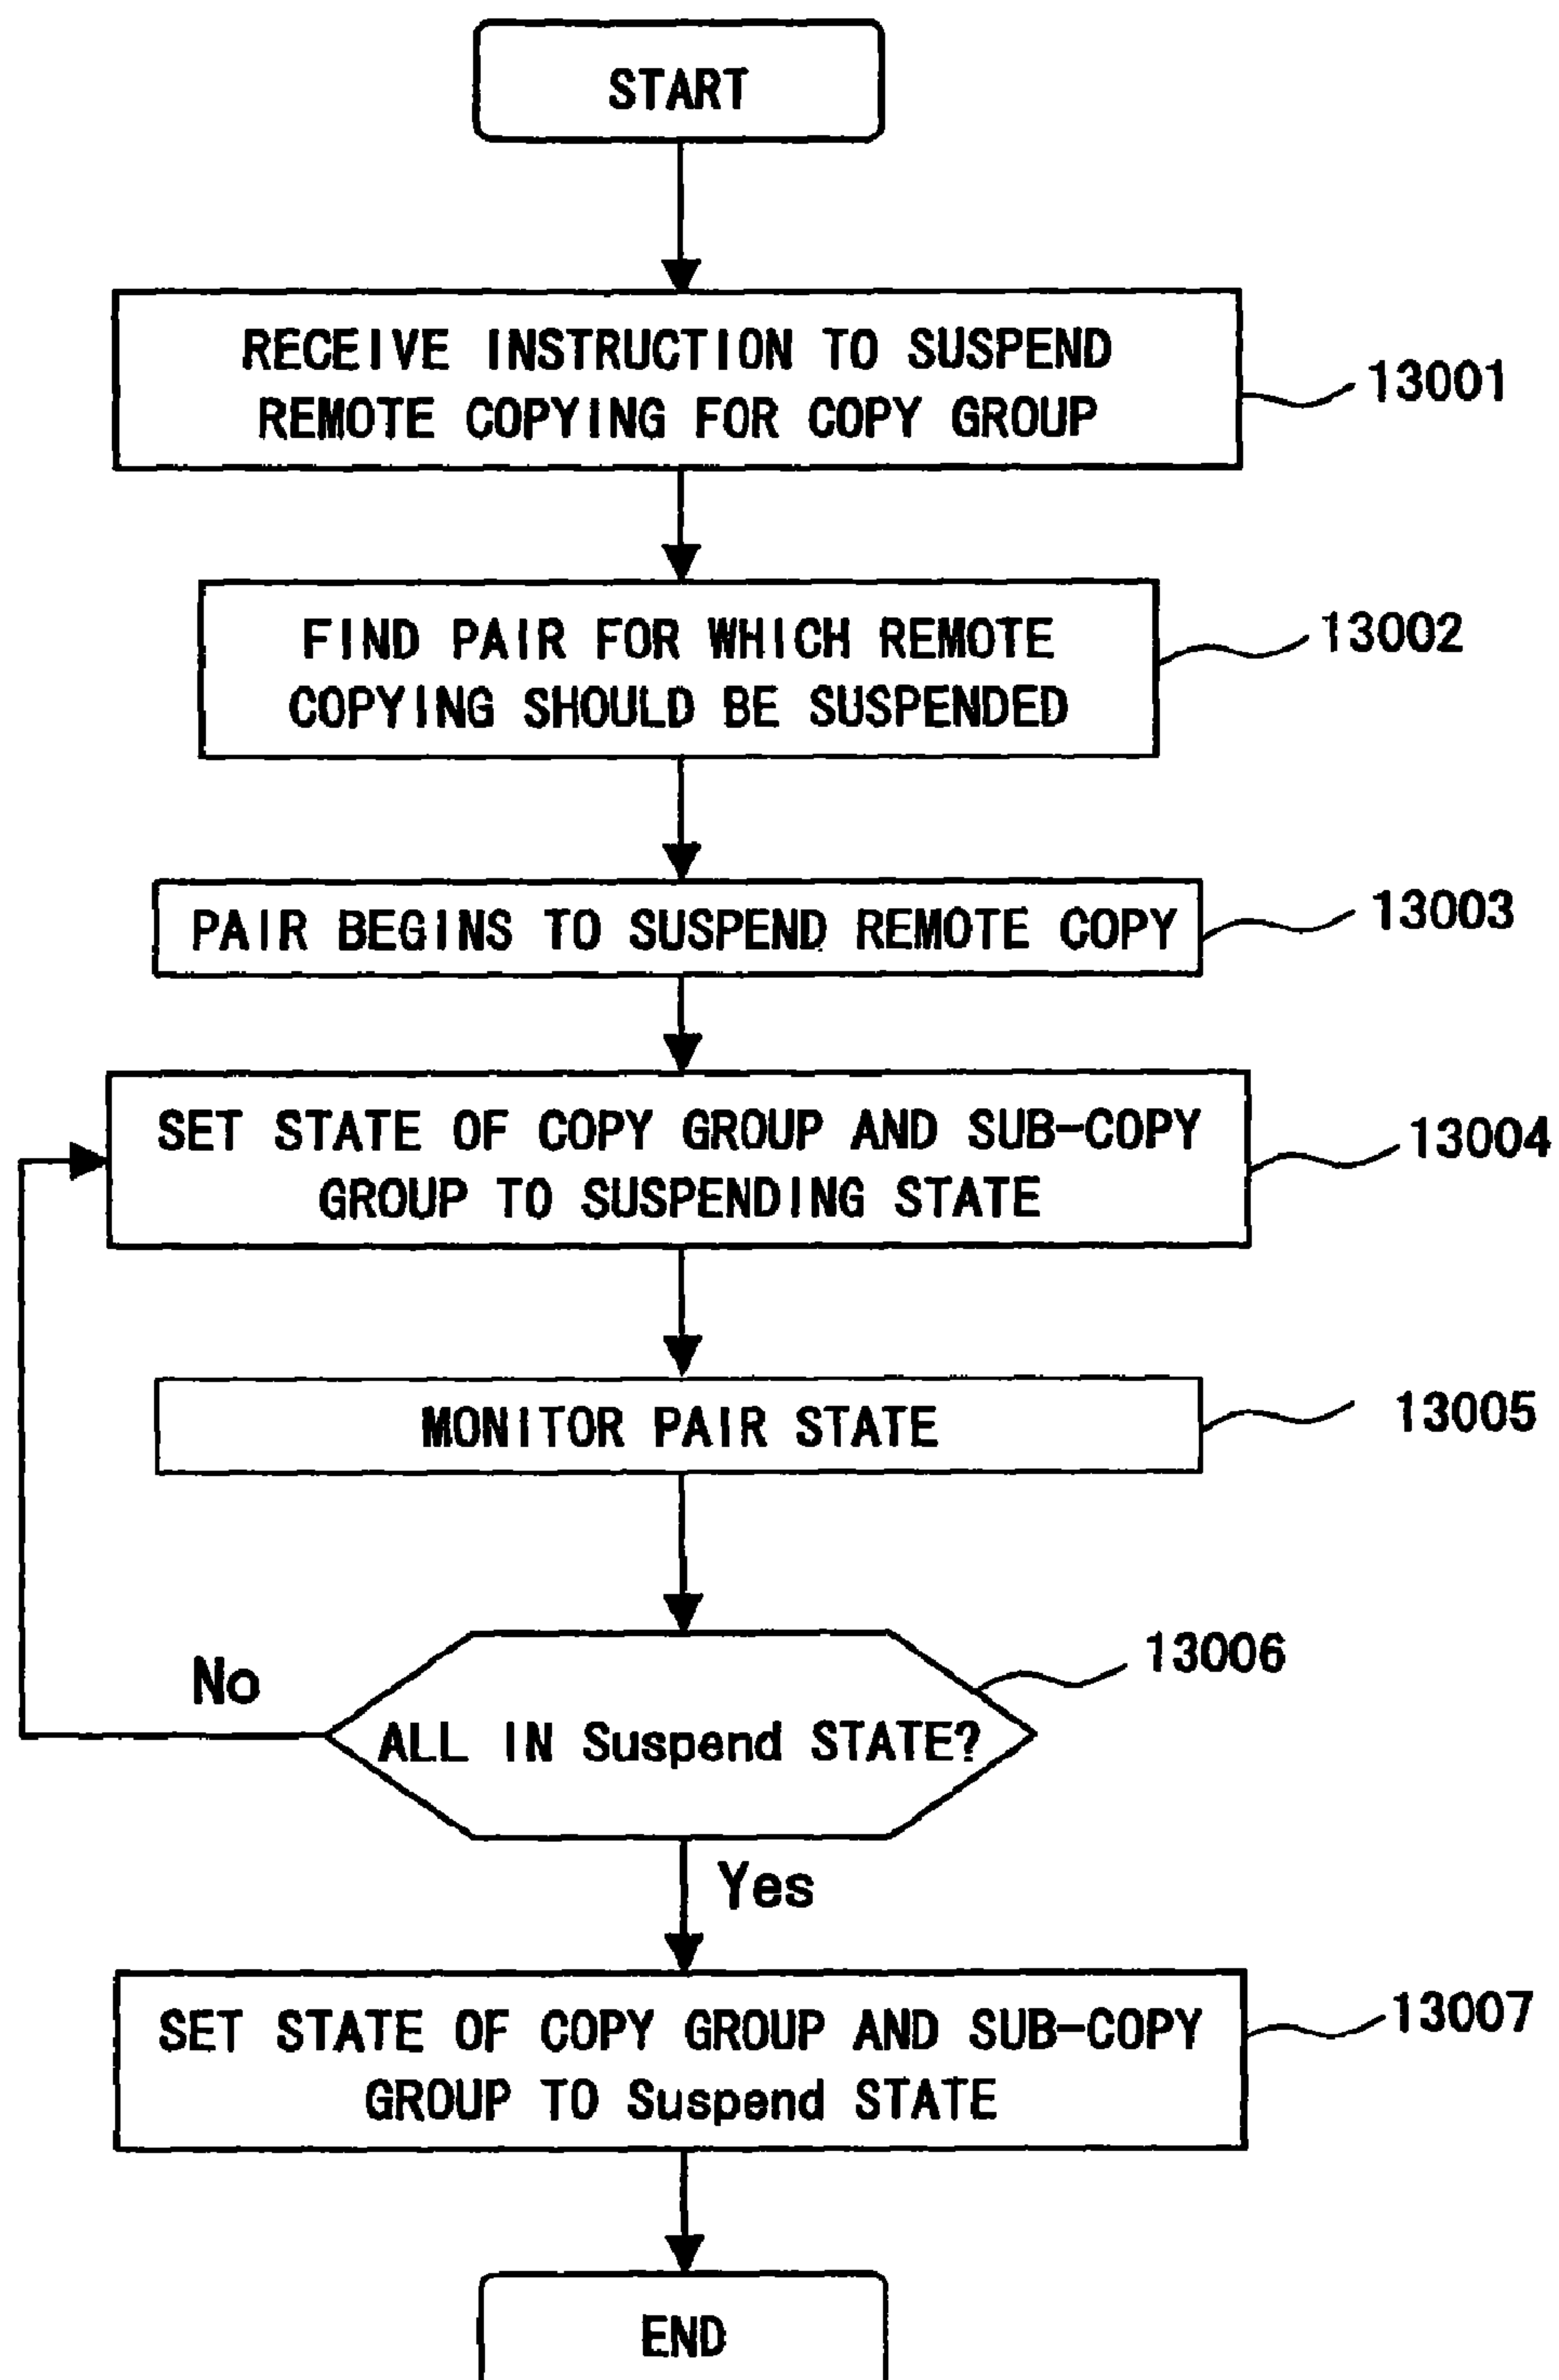 START
RECEIVE INSTRUCTION TO SUSPEND
REMOTE COPYING FOR COPY GROUP
13001
FIND PAIR FOR WHICH REMOTE
COPYING SHOULD BE SUSPENDED
13002
PAIR BEGINS TO SUSPEND REMOTE COPY
13003
SET STATE OF COPY GROUP AND SUB-COPY
GROUP TO SUSPENDING STATE
13004
MONITOR PAIR STATE
13005
13006
No
ALL IN Suspend STATE?
Yes
SET STATE OF COPY GROUP AND SUB-COPY
GROUP TO Suspend STATE
13007
END